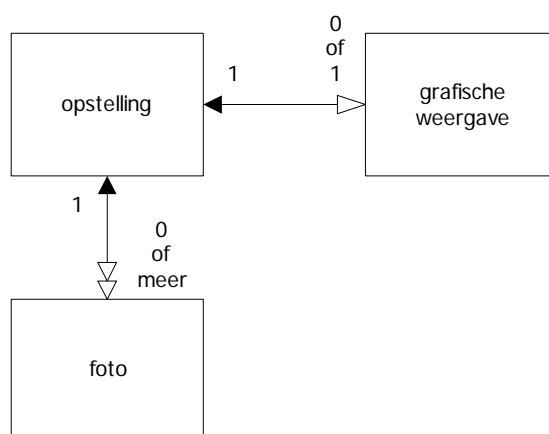 0
of
1
1
opstelling
grafische
weergave
1
0
of
meer
foto